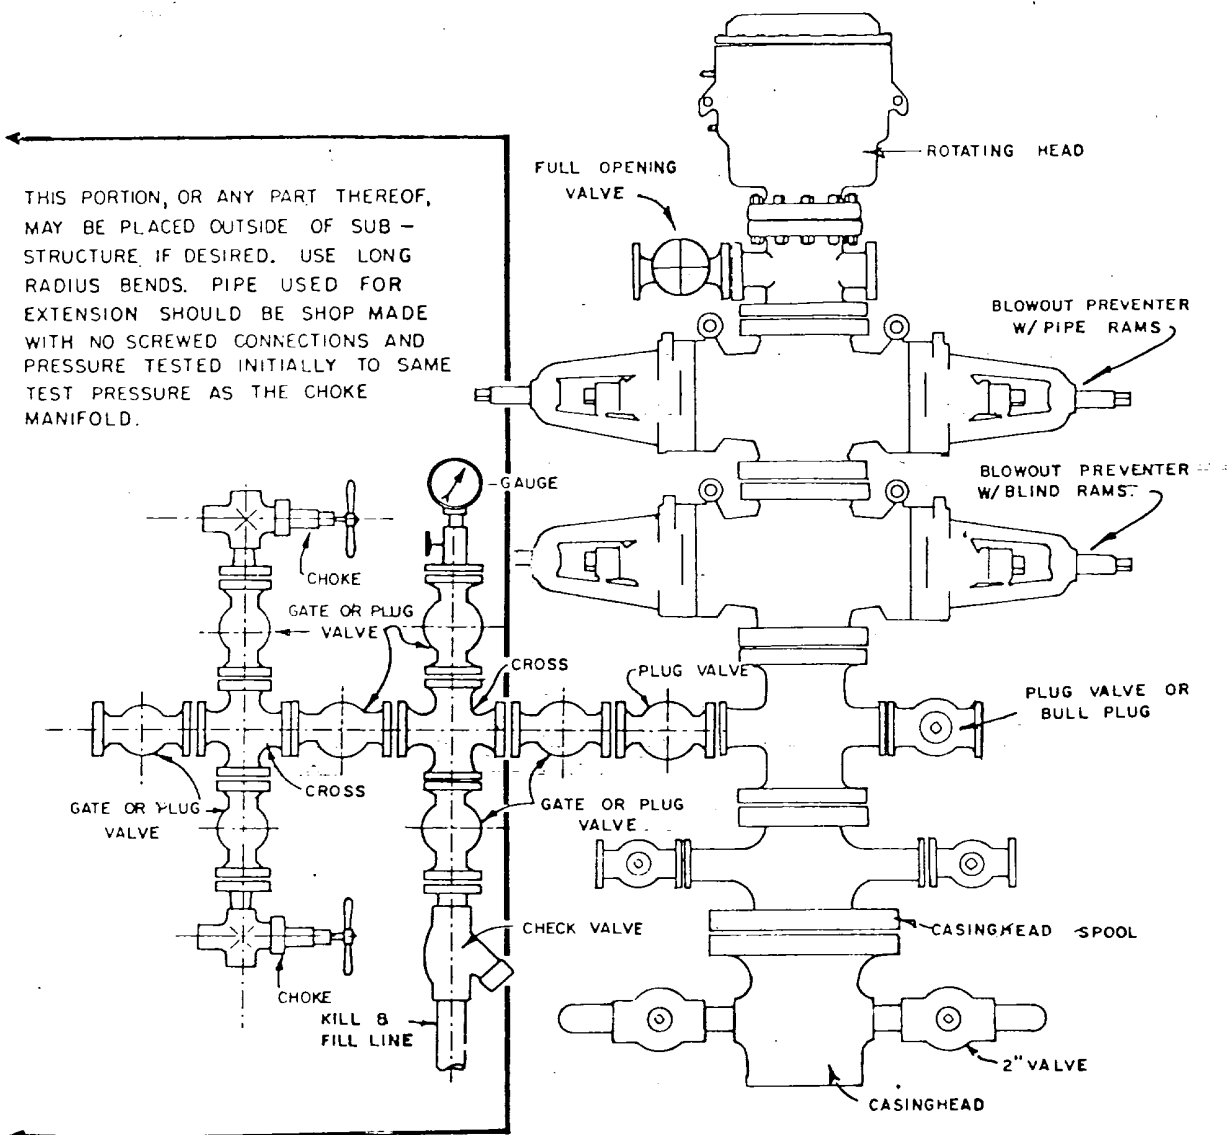 ROTATING HEAD
FULL OPENING
VALVE
THIS PORTION, OR ANY PART THEREOF,
MAY BE PLACED OUTSIDE OF SUB-
STRUCTURE IF DESIRED. USE LONG
RADIUS BENDS. PIPE USED FOR
EXTENSION SHOULD BE SHOP MADE
WITH NO SCREWED CONNECTIONS AND
PRESSURE TESTED INITIALLY TO SAME
TEST PRESSURE AS THE CHOKE
MANIFOLD.
BLOWOUT PREVENTER
W/ PIPE RAMS
BLOWOUT PREVENTER
W/ BLIND RAMS
GAUGE
CHOKE
GATE OR PLUG
VALVE
CROSS
PLUG VALVE
PLUG VALVE OR
BULL PLUG
CROSS
GATE OR PLUG
VALVE
GATE OR PLUG
VALVE
CHECK VALVE
CASINGHEAD SPOOL
CHOKE
KILL &
FILL LINE
2" VALVE
CASINGHEAD